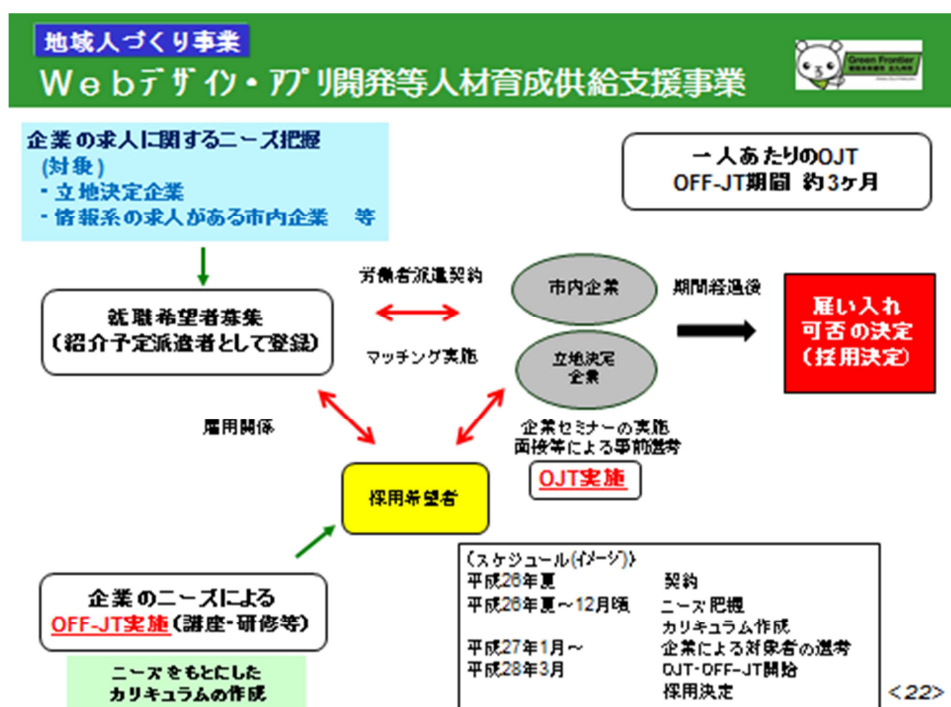 地域人づくり事業
Webデザイン・アプリ開発等人材育成供給支援事業
Green Frontier
企業の求人に関するニーズ把握
(対象)
・立地決定企業
・情報系の求人がある市内企業 等
一人あたりのOJT
OFF-JT期間 約3ヶ月
労働者派遣契約
マッチング実施
就職希望者募集
(紹介予定派遣者として登録)
市内企業
立地決定
企業
期間経過後
雇い入れ
可否の決定
(採用決定)
雇用関係
企業セミナーの実施
面接等による事前選考
OJT実施
採用希望者
企業のニーズによる
OFF-JT実施(講座・研修等)
ニーズをもとにした
カリキュラムの作成
{スケジュール(イメージ)}
平成26年夏 契約
平成26年夏~12月頃 ニーズ把握
カリキュラム作成
平成27年1月~ 企業による対象者の選考
平成28年3月 OJT・OFF-JT開始
採用決定
<22>